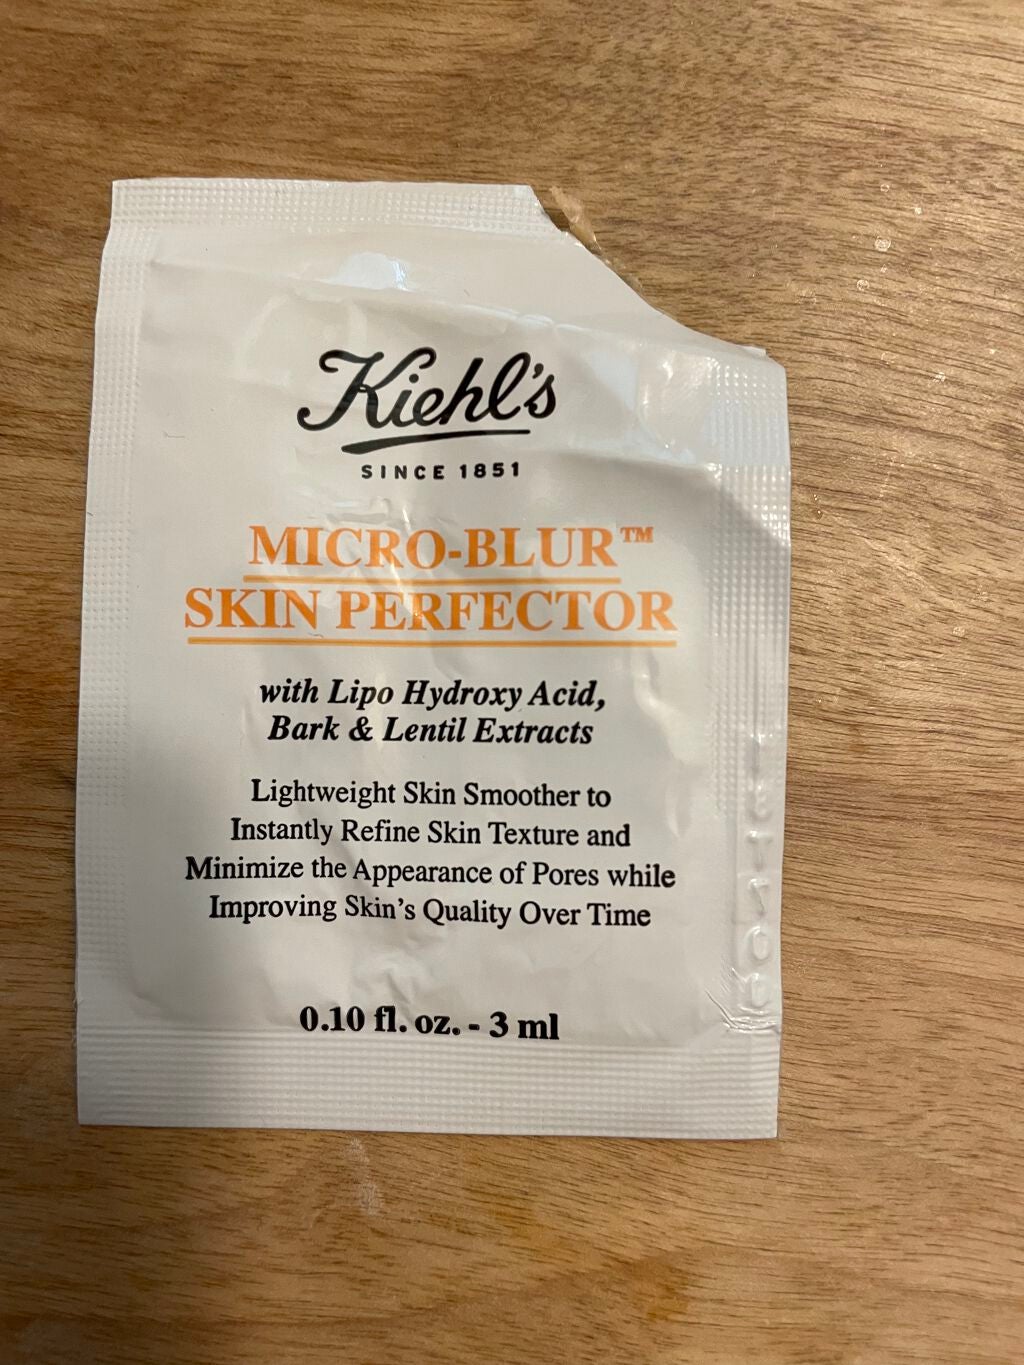 Kiehl's
SINCE 1851
MICRO-BLUR™
SKIN PERFECTOR
with Lipo Hydroxy Acid,
Bark & Lentil Extracts
Lightweight Skin Smoother to
Instantly Refine Skin Texture and
Minimize the Appearance of Pores while
Improving Skin's Quality Over Time
0.10 fl. oz. - 3 ml